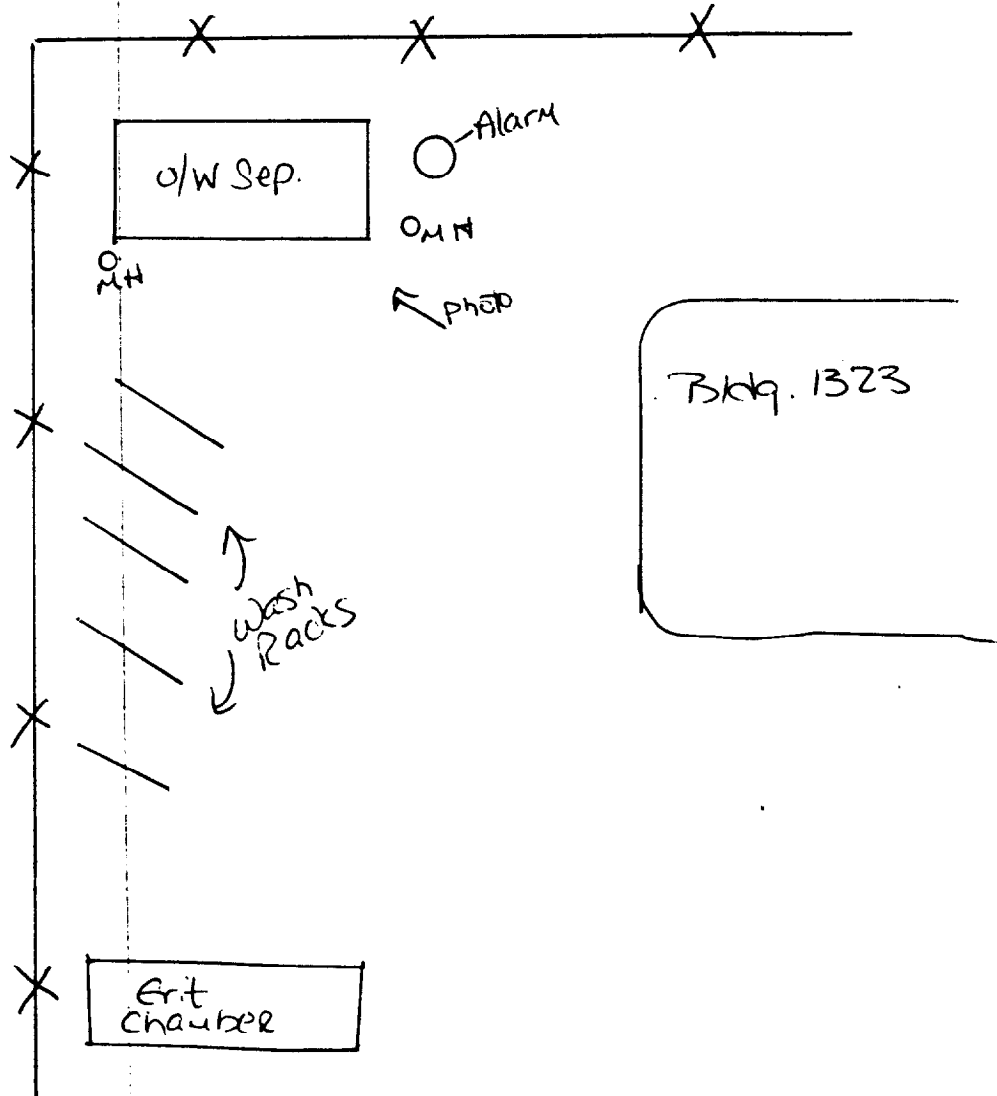 Alarm
O/W Sep.
MH
MH
Photo
Bldg. 1323
Wash
Racks
Grit
Chamber